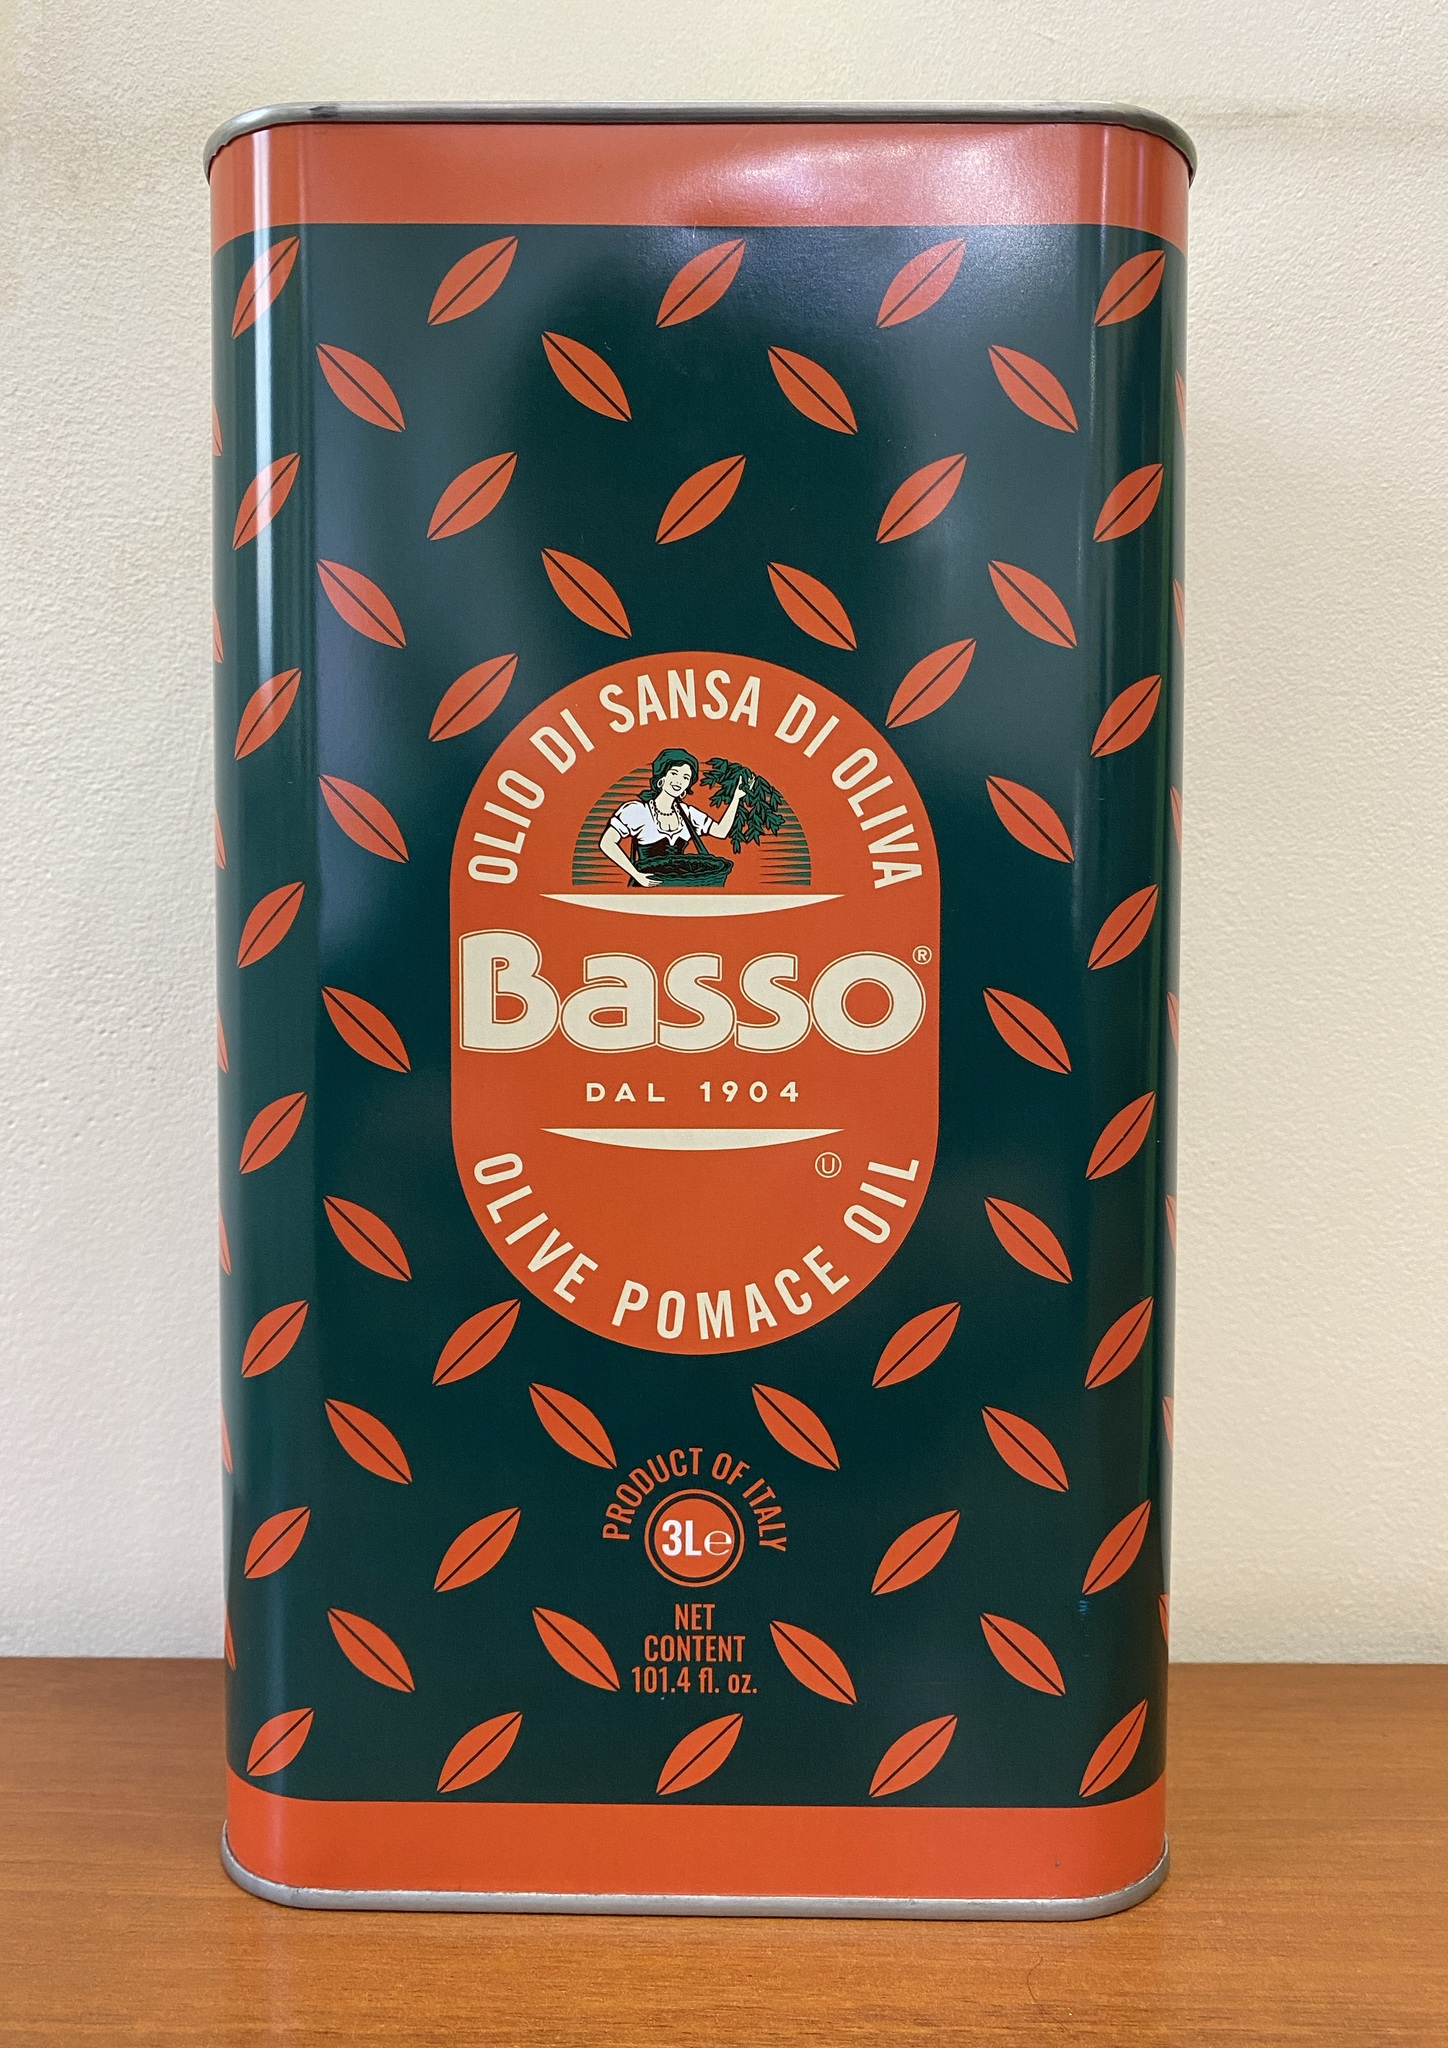 OLIO DI SANSA DI OLIVA
Basso®
DAL 1904
Ⓤ
OLIVE POMACE OIL
PRODUCT OF ITALY
3L℮
NET
CONTENT
101.4 fl. oz.